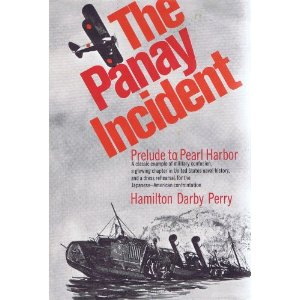 The
Panay
Incident
Prelude to Pearl Harbor
A classic example of military confusion,
a glowing chapter in United States naval history,
and a dress rehearsal for the
Japanese-American confrontation
Hamilton Darby Perry